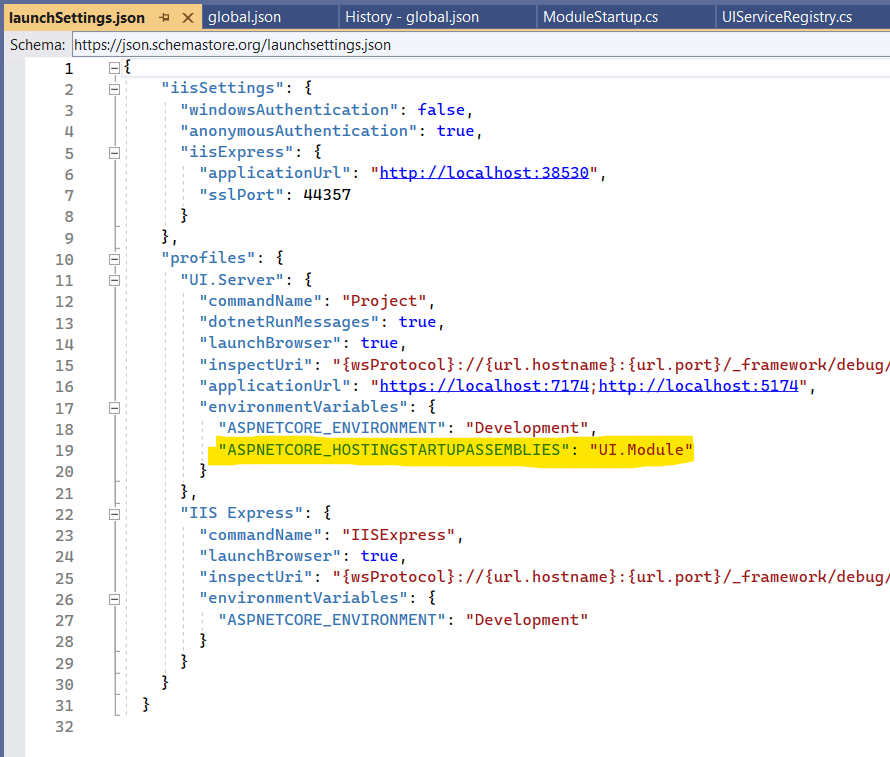 launchSettings.json global.json History - global.json ModuleStartup.cs UIServiceRegistry.cs
Schema: https://json.schemastore.org/launchsettings.json
1 {
2 "iisSettings": {
3 "windowsAuthentication": false,
4 "anonymousAuthentication": true,
5 "iisExpress": {
6 "applicationUrl": "http://localhost:38530",
7 "sslPort": 44357
8 }
9 },
10 "profiles": {
11 "UI.Server": {
12 "commandName": "Project",
13 "dotnetRunMessages": true,
14 "launchBrowser": true,
15 "inspectUri": "{wsProtocol}://{url.hostname}:{url.port}/_framework/debug/
16 "applicationUrl": "https://localhost:7174;http://localhost:5174",
17 "environmentVariables": {
18 "ASPNETCORE_ENVIRONMENT": "Development",
19 "ASPNETCORE_HOSTINGSTARTUPASSEMBLIES": "UI.Module"
20 }
21 },
22 "IIS Express": {
23 "commandName": "IISExpress",
24 "launchBrowser": true,
25 "inspectUri": "{wsProtocol}://{url.hostname}:{url.port}/_framework/debug/
26 "environmentVariables": {
27 "ASPNETCORE_ENVIRONMENT": "Development"
28 }
29 }
30 }
31 }
32